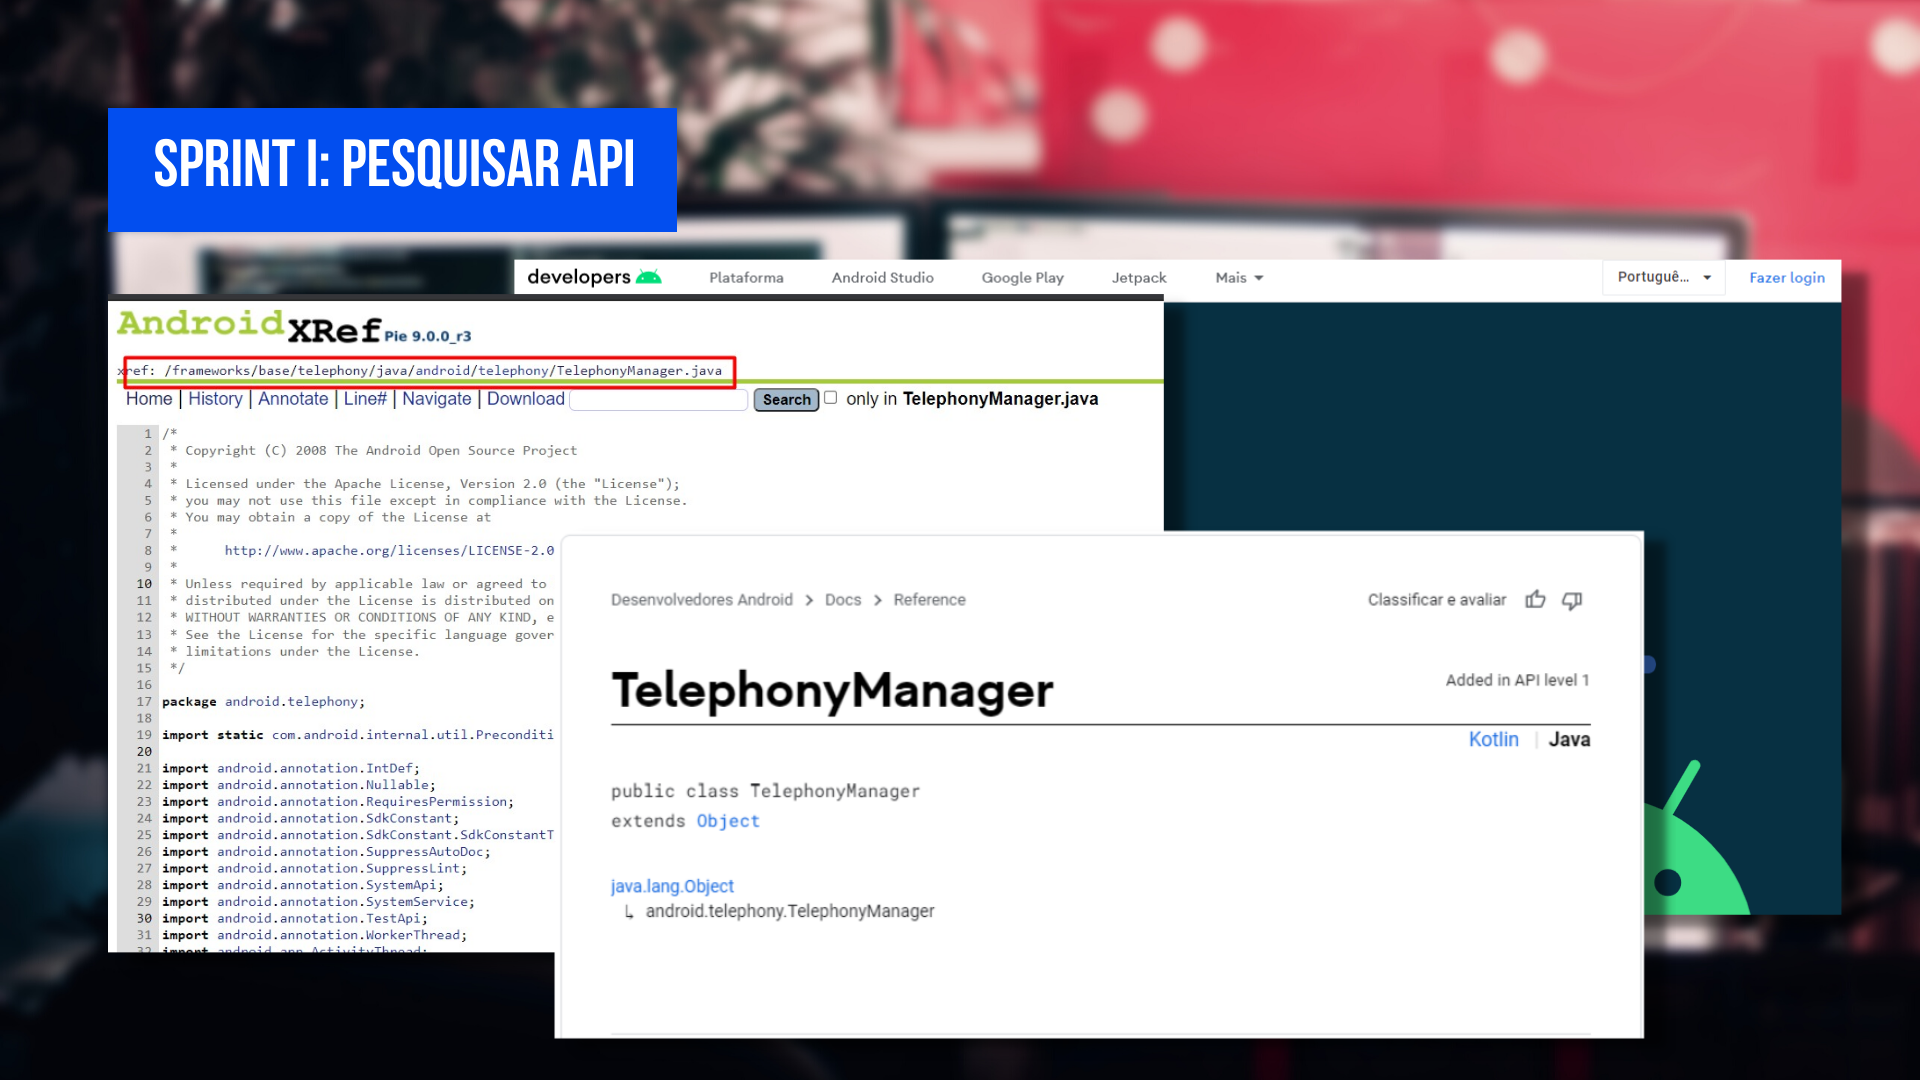 SPRINT I: PESQUISAR API
developers
Plataforma Android Studio Google Play Jetpack Mais
Portuguê... Fazer login
AndroidXRef Pie 9.0.0_r3
xref: /frameworks/base/telephony/java/android/telephony/TelephonyManager.java
Home | History | Annotate | Line# | Navigate | Download Search only in TelephonyManager.java
1 /*
2 * Copyright (C) 2008 The Android Open Source Project
3 *
4 * Licensed under the Apache License, Version 2.0 (the "License");
5 * you may not use this file except in compliance with the License.
6 * You may obtain a copy of the License at
7 *
8 * http://www.apache.org/licenses/LICENSE-2.0
9 *
10 * Unless required by applicable law or agreed to
11 * distributed under the License is distributed on
12 * WITHOUT WARRANTIES OR CONDITIONS OF ANY KIND, e
13 * See the License for the specific language gover
14 * limitations under the License.
15 */
16
17 package android.telephony;
18
19 import static com.android.internal.util.Preconditi
20
21 import android.annotation.IntDef;
22 import android.annotation.Nullable;
23 import android.annotation.RequiresPermission;
24 import android.annotation.SdkConstant;
25 import android.annotation.SdkConstant.SdkConstantT
26 import android.annotation.SuppressAutoDoc;
27 import android.annotation.SuppressLint;
28 import android.annotation.SystemApi;
29 import android.annotation.SystemService;
30 import android.annotation.TestApi;
31 import android.annotation.WorkerThread;
32 import android.app.ActivityThread;
Desenvolvedores Android > Docs > Reference
Classificar e avaliar
TelephonyManager
Added in API level 1
Kotlin | Java
public class TelephonyManager
extends Object
java.lang.Object
↳ android.telephony.TelephonyManager